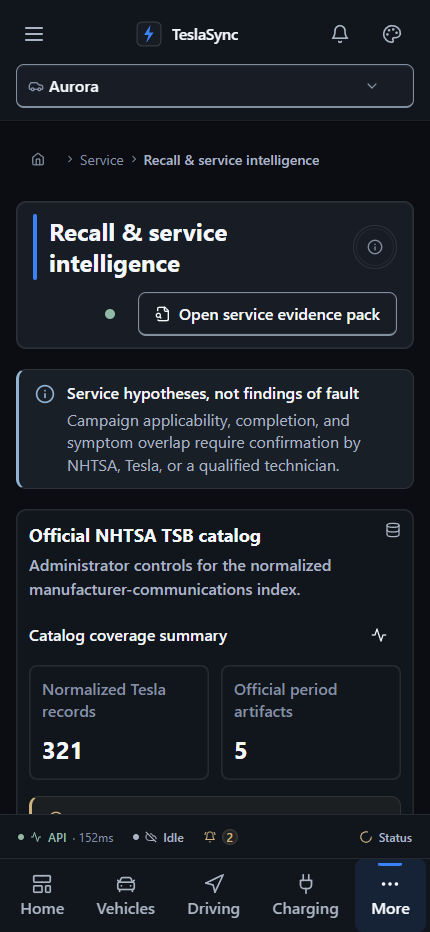 TeslaSync
Aurora
Service
Recall & service intelligence
Recall & service
intelligence
Open service evidence pack
Service hypotheses, not findings of fault
Campaign applicability, completion, and
symptom overlap require confirmation by
NHTSA, Tesla, or a qualified technician.
Official NHTSA TSB catalog
Administrator controls for the normalized
manufacturer-communications index.
Catalog coverage summary
Normalized Tesla
records
321
Official period
artifacts
5
API · 152ms
Idle
2
Status
Home
Vehicles
Driving
Charging
More